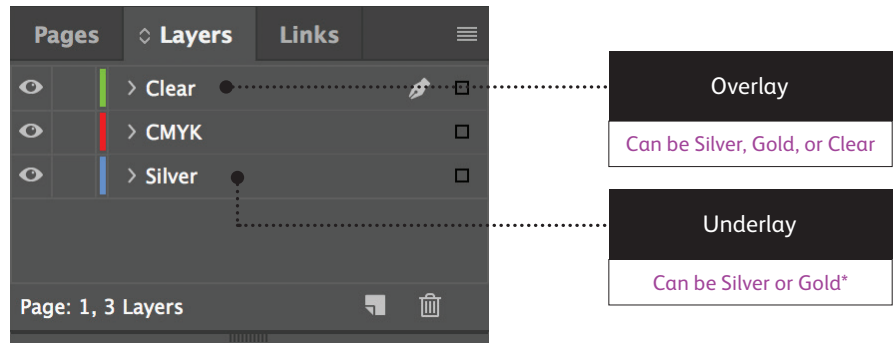 Pages Layers Links
Clear
CMYK
Silver
Page: 1, 3 Layers
Overlay
Can be Silver, Gold, or Clear
Underlay
Can be Silver or Gold*